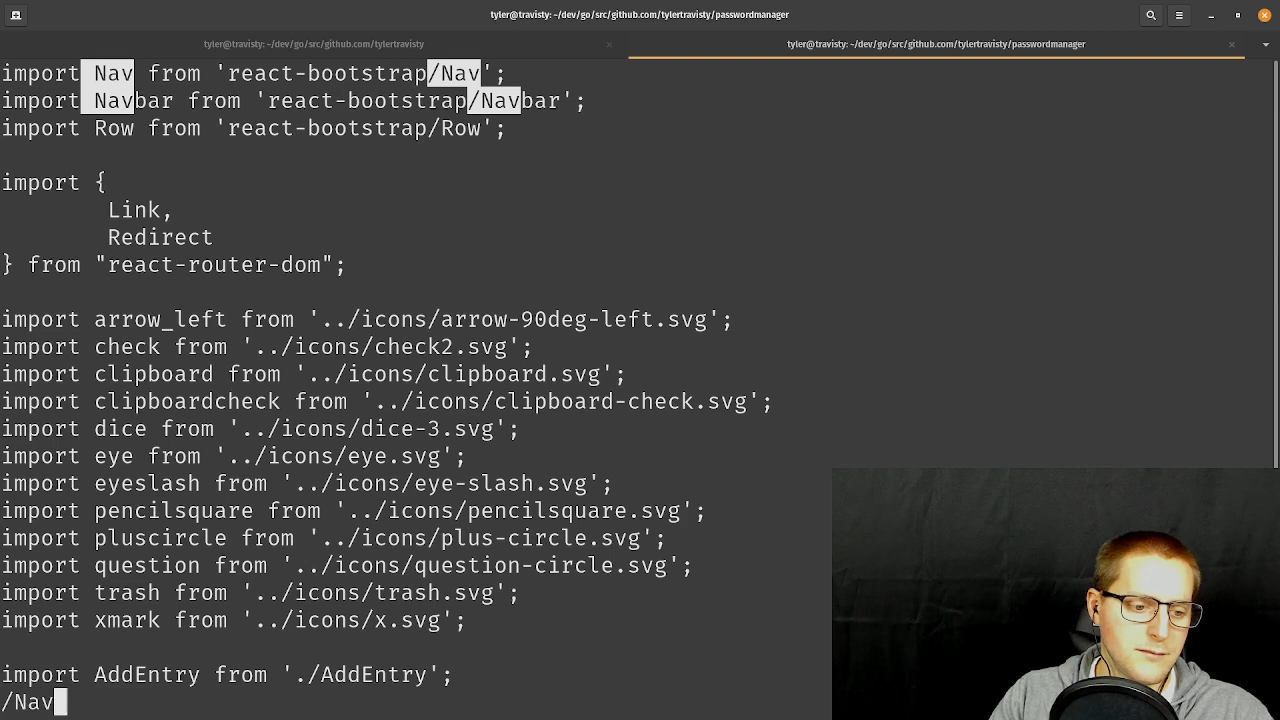 tyler@travisty: ~/dev/go/src/github.com/tylertravisty/passwordmanager
tyler@travisty: ~/dev/go/src/github.com/tylertravisty
tyler@travisty: ~/dev/go/src/github.com/tylertravisty/passwordmanager
import Nav from 'react-bootstrap/Nav';
import Navbar from 'react-bootstrap/Navbar';
import Row from 'react-bootstrap/Row';
import {
Link,
Redirect
} from "react-router-dom";
import arrow_left from '../icons/arrow-90deg-left.svg';
import check from '../icons/check2.svg';
import clipboard from '../icons/clipboard.svg';
import clipboardcheck from '../icons/clipboard-check.svg';
import dice from '../icons/dice-3.svg';
import eye from '../icons/eye.svg';
import eyeslash from '../icons/eye-slash.svg';
import pencilsquare from '../icons/pencilsquare.svg';
import pluscircle from '../icons/plus-circle.svg';
import question from '../icons/question-circle.svg';
import trash from '../icons/trash.svg';
import xmark from '../icons/x.svg';
import AddEntry from './AddEntry';
/Nav